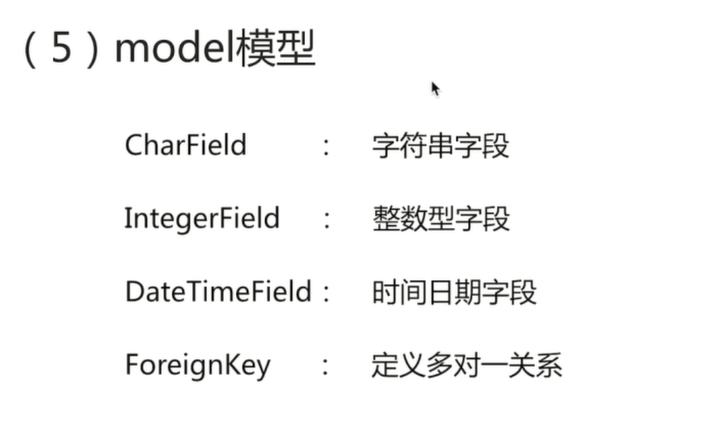 （5）model模型
CharField ： 字符串字段
IntegerField ： 整数型字段
DateTimeField： 时间日期字段
ForeignKey ： 定义多对一关系